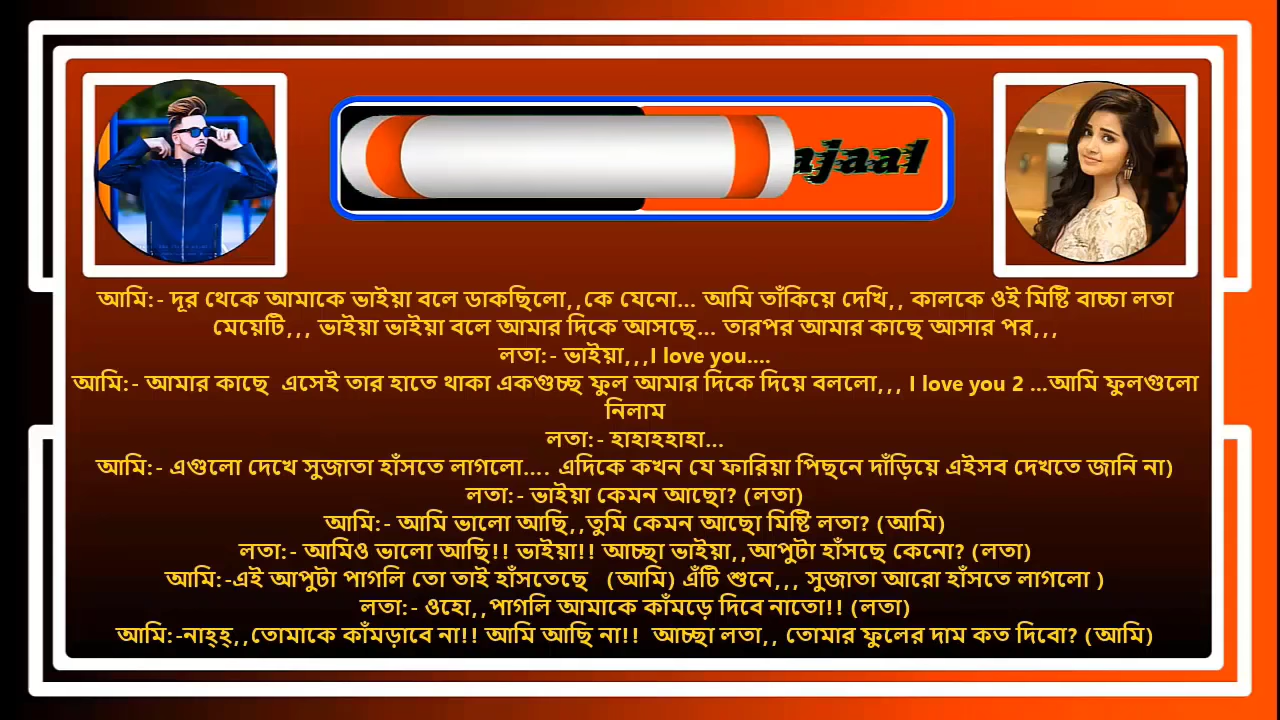 ajaal
আমি:- দূর থেকে আমাকে ভাইয়া বলে ডাকছিলো,,কে যেনো... আমি তাঁকিয়ে দেখি,, কালকে ওই মিষ্টি বাচ্চা লতা
মেয়েটি,,, ভাইয়া ভাইয়া বলে আমার দিকে আসছে... তারপর আমার কাছে আসার পর,,,
লতা:- ভাইয়া,,,I love you....
আমি:- আমার কাছে এসেই তার হাতে থাকা একগুচ্ছ ফুল আমার দিকে দিয়ে বললো,,, I love you 2 ...আমি ফুলগুলো
নিলাম
লতা:- হাহাহহাহা...
আমি:- এগুলো দেখে সুজাতা হাঁসতে লাগলো.... এদিকে কখন যে ফারিয়া পিছনে দাঁড়িয়ে এইসব দেখতে জানি না)
লতা:- ভাইয়া কেমন আছো? (লতা)
আমি:- আমি ভালো আছি,,তুমি কেমন আছো মিষ্টি লতা? (আমি)
লতা:- আমিও ভালো আছি!! ভাইয়া!! আচ্ছা ভাইয়া,,আপুটা হাঁসছে কেনো? (লতা)
আমি:-এই আপুটা পাগলি তো তাই হাঁসতেছে (আমি) এঁটি শুনে,,, সুজাতা আরো হাঁসতে লাগলো )
লতা:- ওহো,,পাগলি আমাকে কাঁমড়ে দিবে নাতো!! (লতা)
আমি:-নাহ্হ্,,তোমাকে কাঁমড়াবে না!! আমি আছি না!! আচ্ছা লতা,, তোমার ফুলের দাম কত দিবো? (আমি)